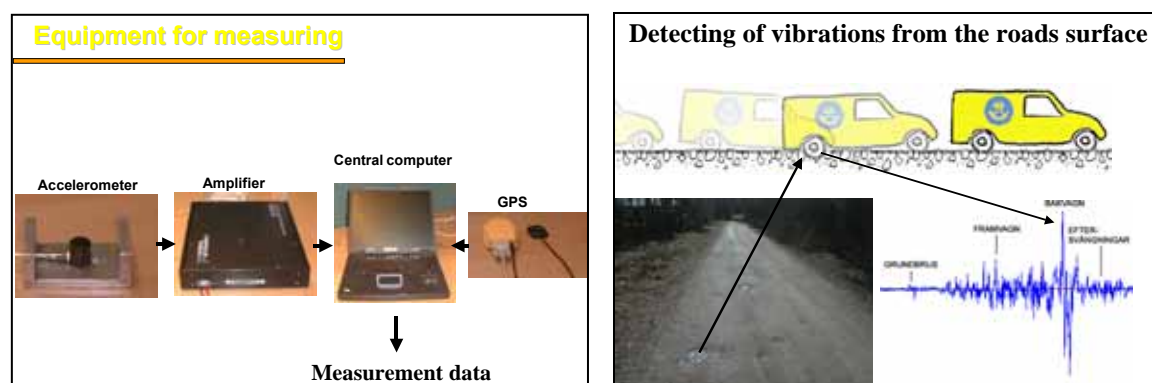 Equipment for measuring
Central computer
Accelerometer
Amplifier
GPS
Measurement data
Detecting of vibrations from the roads surface
BAKVAGN
FRAMVAGN
EFTER-
SVÄNGNINGAR
GRUNDBRUS